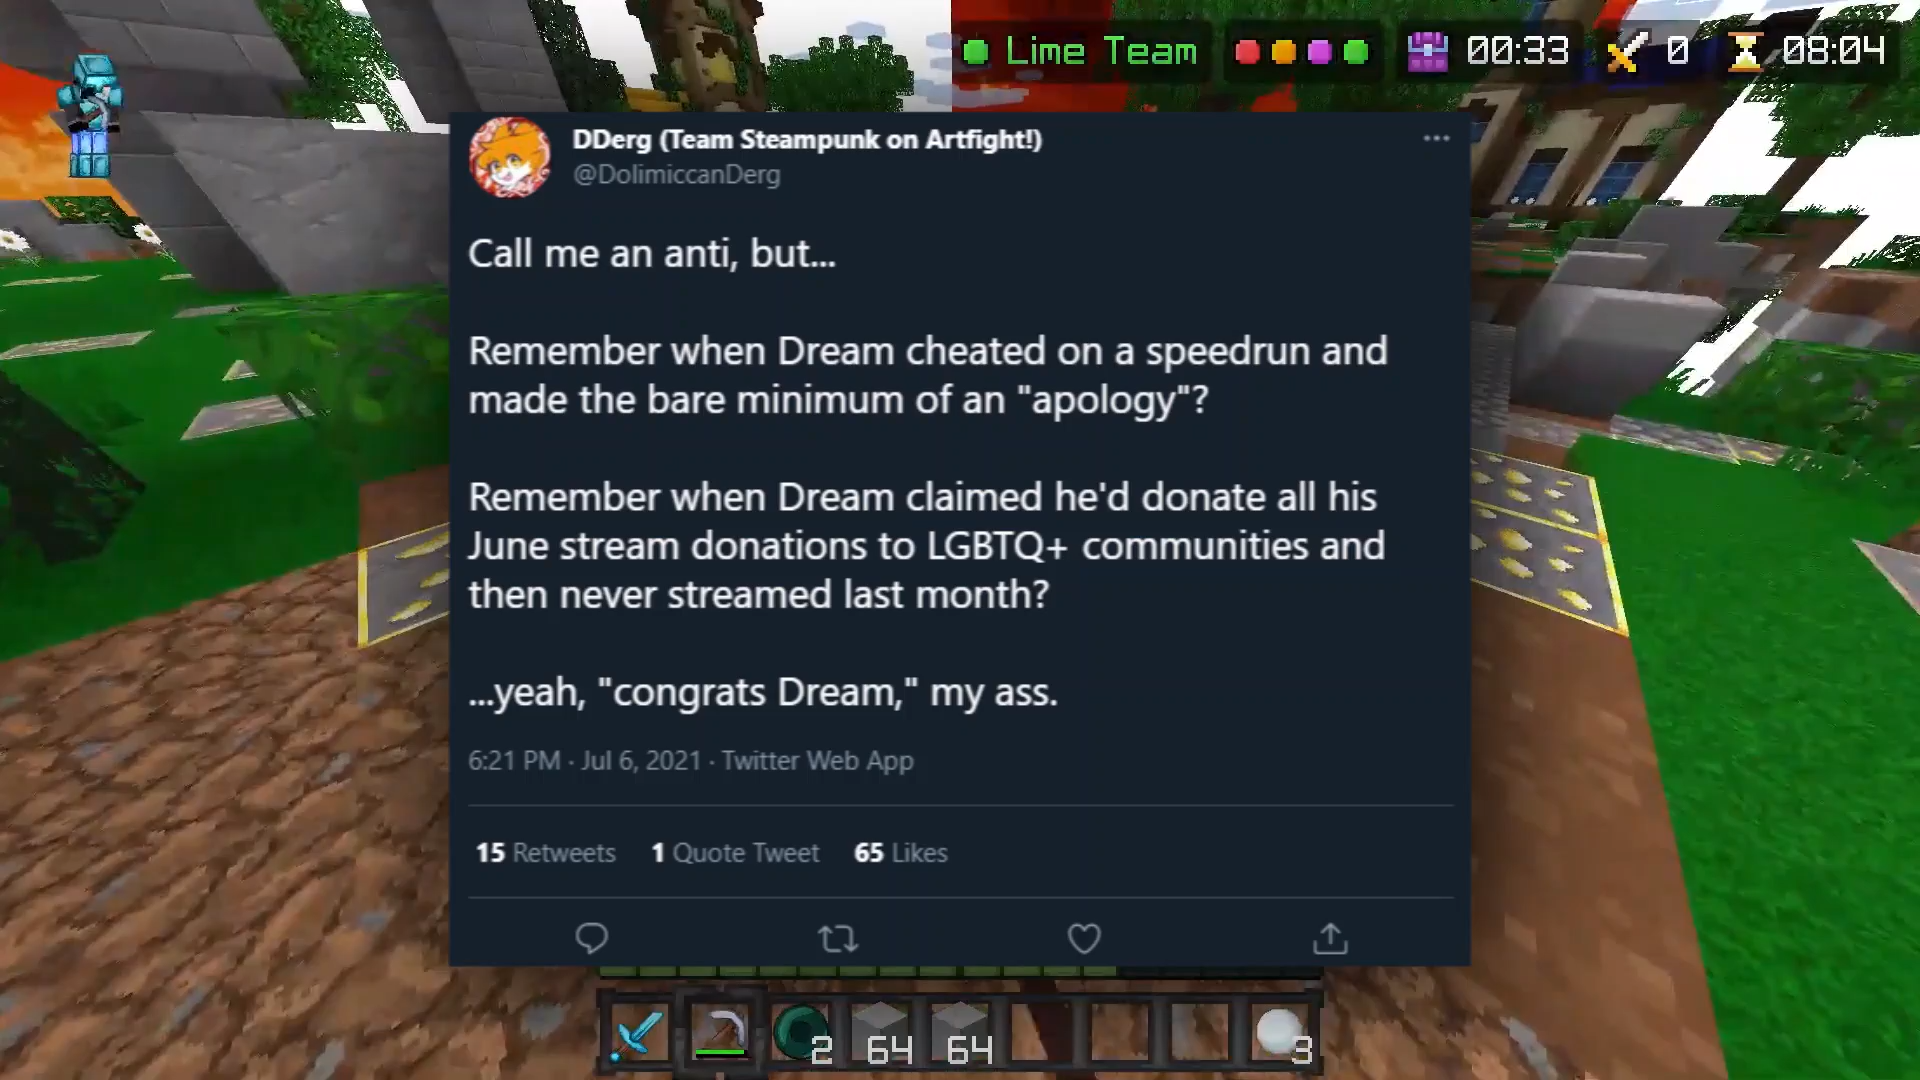 Lime Team 00:33 0 08:04
DDerg (Team Steampunk on Artfight!)
@DolimiccanDerg
Call me an anti, but...
Remember when Dream cheated on a speedrun and
made the bare minimum of an "apology"?
Remember when Dream claimed he'd donate all his
June stream donations to LGBTQ+ communities and
then never streamed last month?
...yeah, "congrats Dream," my ass.
6:21 PM · Jul 6, 2021 · Twitter Web App
15 Retweets 1 Quote Tweet 65 Likes
2 64 64 3